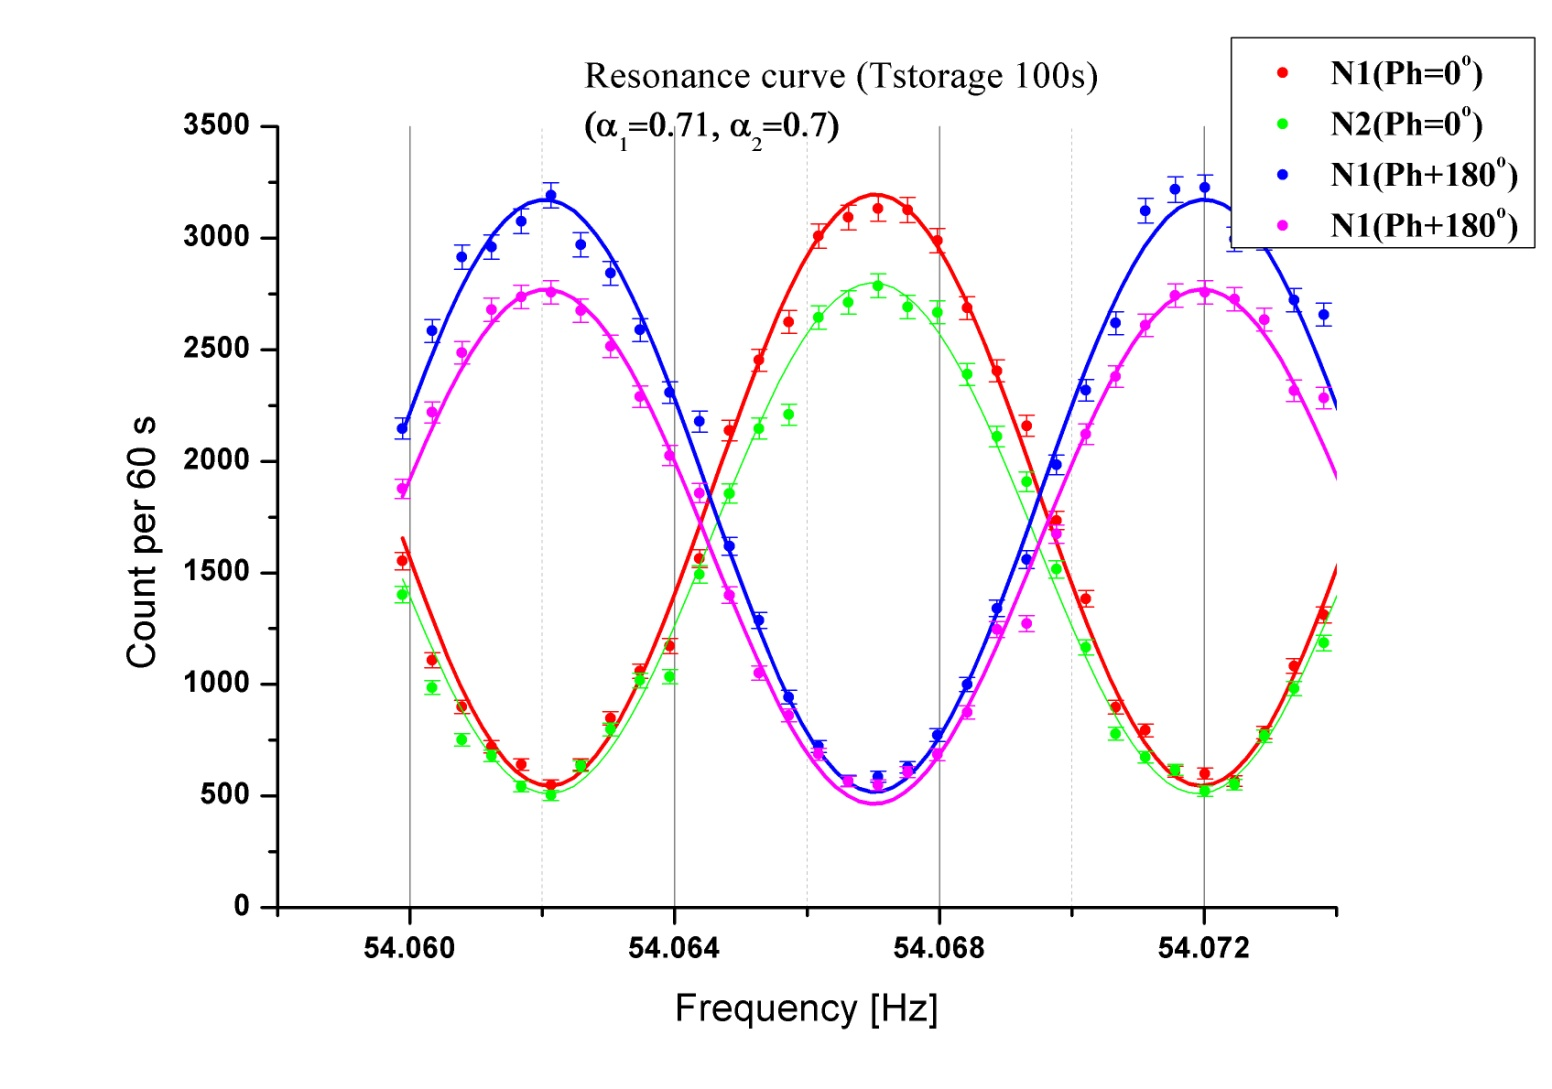 Resonance curve (Tstorage 100s)
(α1=0.71, α2=0.7)
N1(Ph=0°)
N2(Ph=0°)
N1(Ph+180°)
N1(Ph+180°)
Count per 60 s
3500
3000
2500
2000
1500
1000
500
0
54.060 54.064 54.068 54.072
Frequency [Hz]